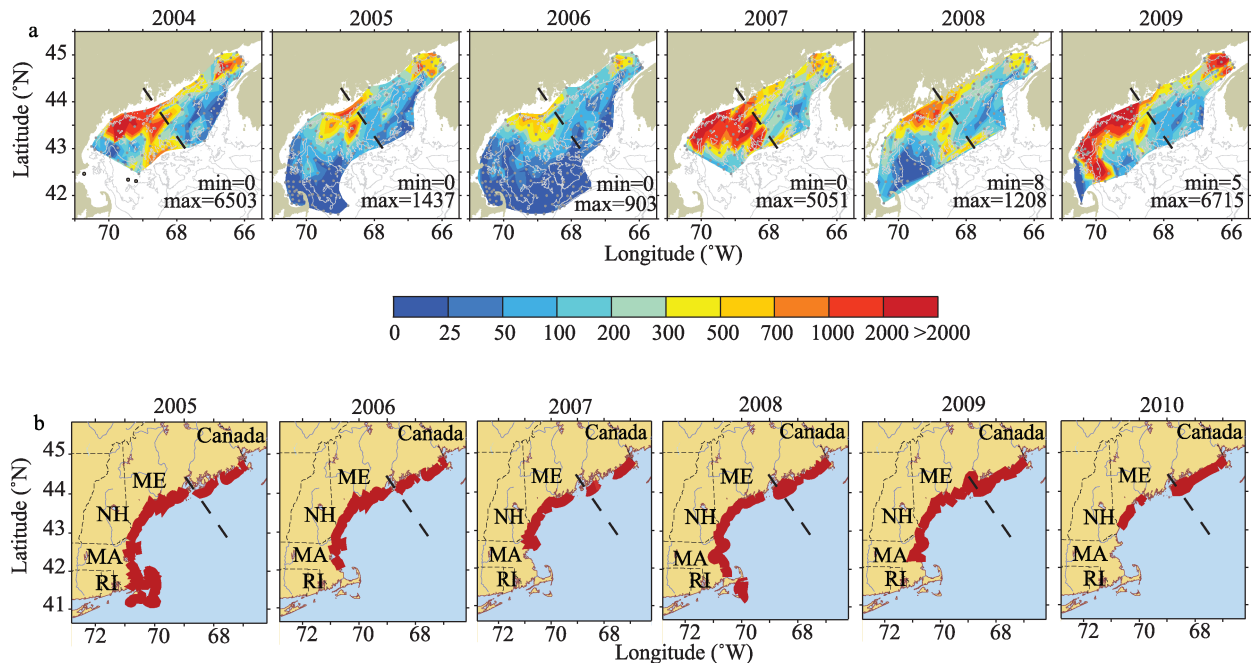 2004 2005 2006 2007 2008 2009
a
45
44
43
42
Latitude (°N)
min=0
max=6503
min=0
max=1437
min=0
max=903
min=0
max=5051
min=8
max=1208
min=5
max=6715
70 68 66 70 68 66 70 68 66 70 68 66 70 68 66 70 68 66
Longitude (°W)
0 25 50 100 200 300 500 700 1000 2000 >2000
2005 2006 2007 2008 2009 2010
b
45
44
43
42
41
Latitude (°N)
Canada
ME
NH
MA
RI
Canada
ME
NH
MA
RI
Canada
ME
NH
MA
RI
Canada
ME
NH
MA
RI
Canada
ME
NH
MA
RI
Canada
ME
NH
MA
RI
72 70 68 72 70 68 72 70 68 72 70 68 72 70 68 72 70 68
Longitude (°W)